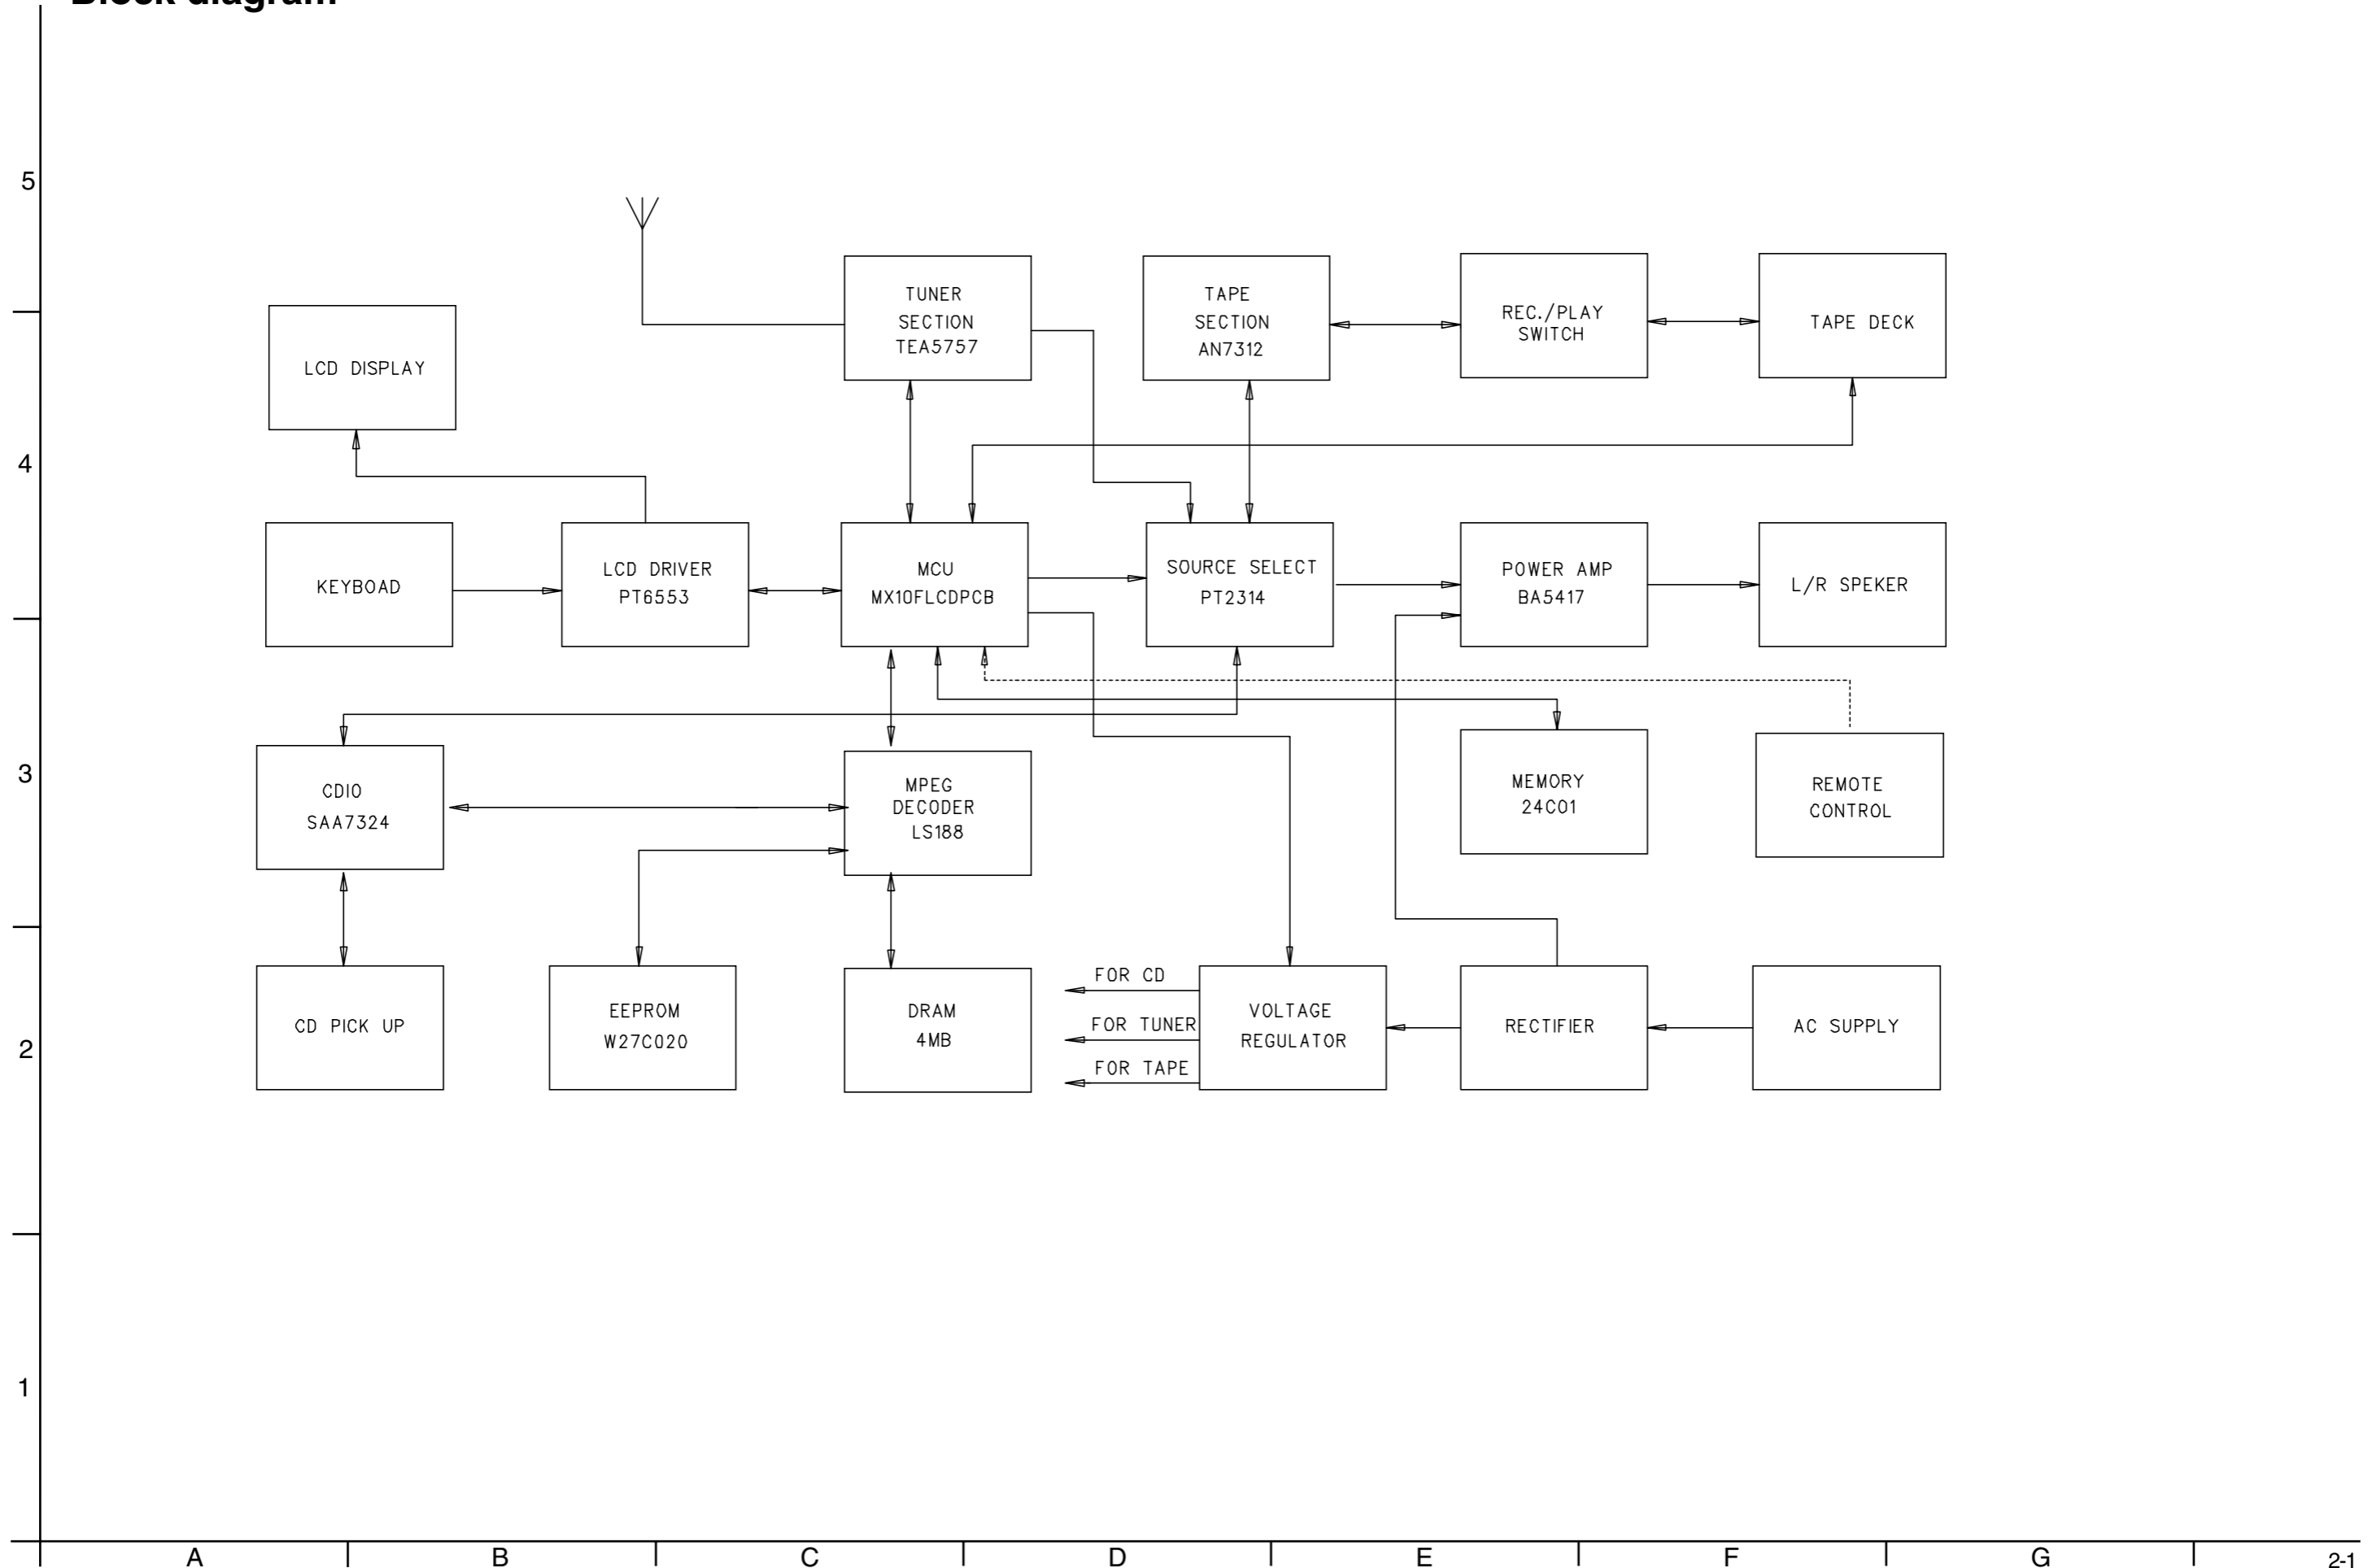 Block diagram
5
TUNER
SECTION
TEA5757
TAPE
SECTION
AN7312
REC./PLAY
SWITCH
TAPE DECK
LCD DISPLAY
4
KEYBOAD
LCD DRIVER
PT6553
MCU
MX10FLCDPCB
SOURCE SELECT
PT2314
POWER AMP
BA5417
L/R SPEKER
3
CDIO
SAA7324
MPEG
DECODER
LS188
MEMORY
24C01
REMOTE
CONTROL
2
CD PICK UP
EEPROM
W27C020
DRAM
4MB
FOR CD
FOR TUNER
FOR TAPE
VOLTAGE
REGULATOR
RECTIFIER
AC SUPPLY
1
A B C D E F G 2-1